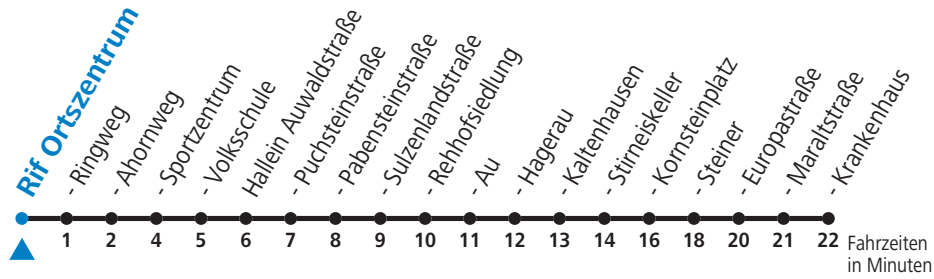 Rif Ortszentrum
- Ringweg
- Ahornweg
- Sportzentrum
- Volksschule
Hallein Auwaldstraße
- Puchsteinstraße
- Pabensteinstraße
- Sulzenlandstraße
- Rehhofsiedlung
- Au
- Hagerau
- Kaltenhausen
- Stirneiskeller
- Kornsteinplatz
- Steiner
- Europastraße
- Maraltstraße
- Krankenhaus
1 2 4 5 6 7 8 9 10 11 12 13 14 16 18 20 21 22 Fahrzeiten
in Minuten